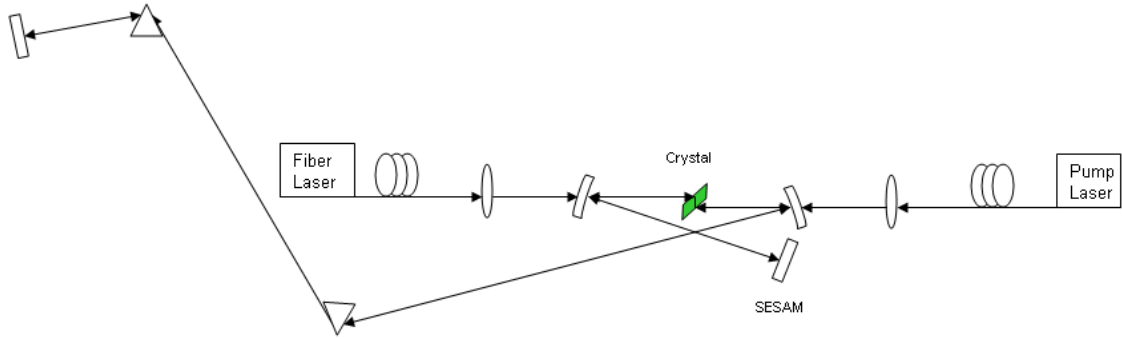 Fiber
Laser
Crystal
Pump
Laser
SESAM